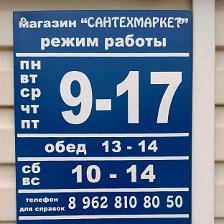 магазин "САНТЕХМАРКЕТ"
режим работы
пн
вт
ср
чт
пт
9-17
обед 13 - 14
сб
вс
10 - 14
телефон
для справок
8 962 810 80 50